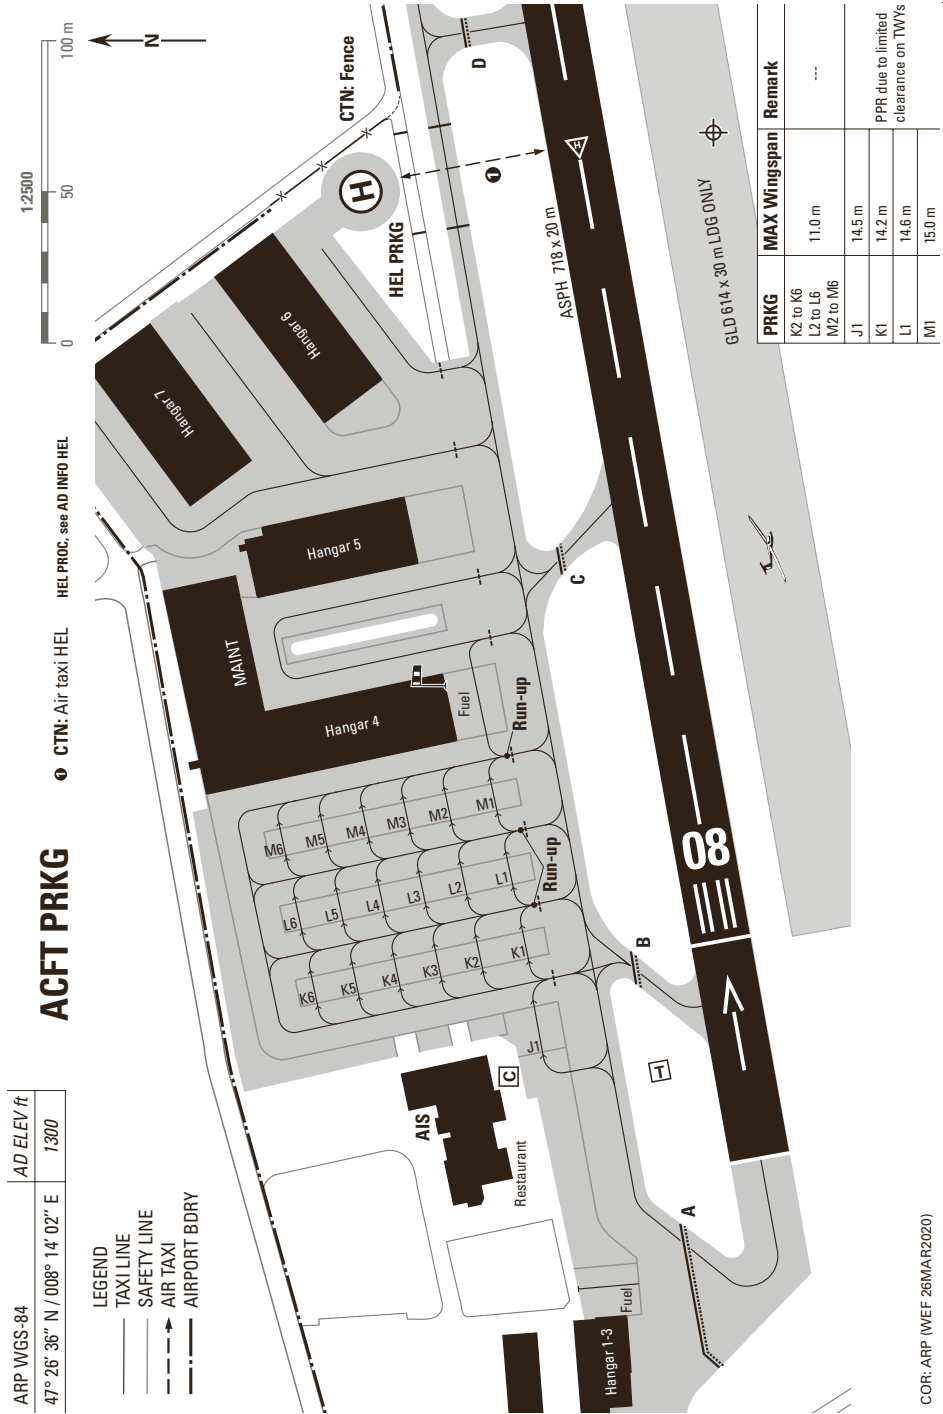 ARP WGS-84
AD ELEV ft
47° 26' 36" N / 008° 14' 02" E
1300
ACFT PRKG
❶ CTN: Air taxi HEL
HEL PROC, see AD INFO HEL
1:2500
0
50
100 m
N
LEGEND
TAXI LINE
SAFETY LINE
AIR TAXI
AIRPORT BDRY
CTN: Fence
H
HEL PRKG
❶
D
Hangar 7
Hangar 6
Hangar 5
MAINT
Hangar 4
Fuel
Run-up
Run-up
M6
M5
M4
M3
M2
M1
L6
L5
L4
L3
L2
L1
K6
K5
K4
K3
K2
K1
J1
C
AIS
Restaurant
C
B
T
A
Fuel
Hangar 1-3
08
H
ASPH 718 x 20 m
GLD 614 x 30 m LDG ONLY
PRKG
MAX Wingspan
Remark
K2 to K6
L2 to L6
M2 to M6
11.0 m
---
J1
14.5 m
K1
14.2 m
PPR due to limited
clearance on TWYs
L1
14.6 m
M1
15.0 m
COR: ARP (WEF 26MAR2020)